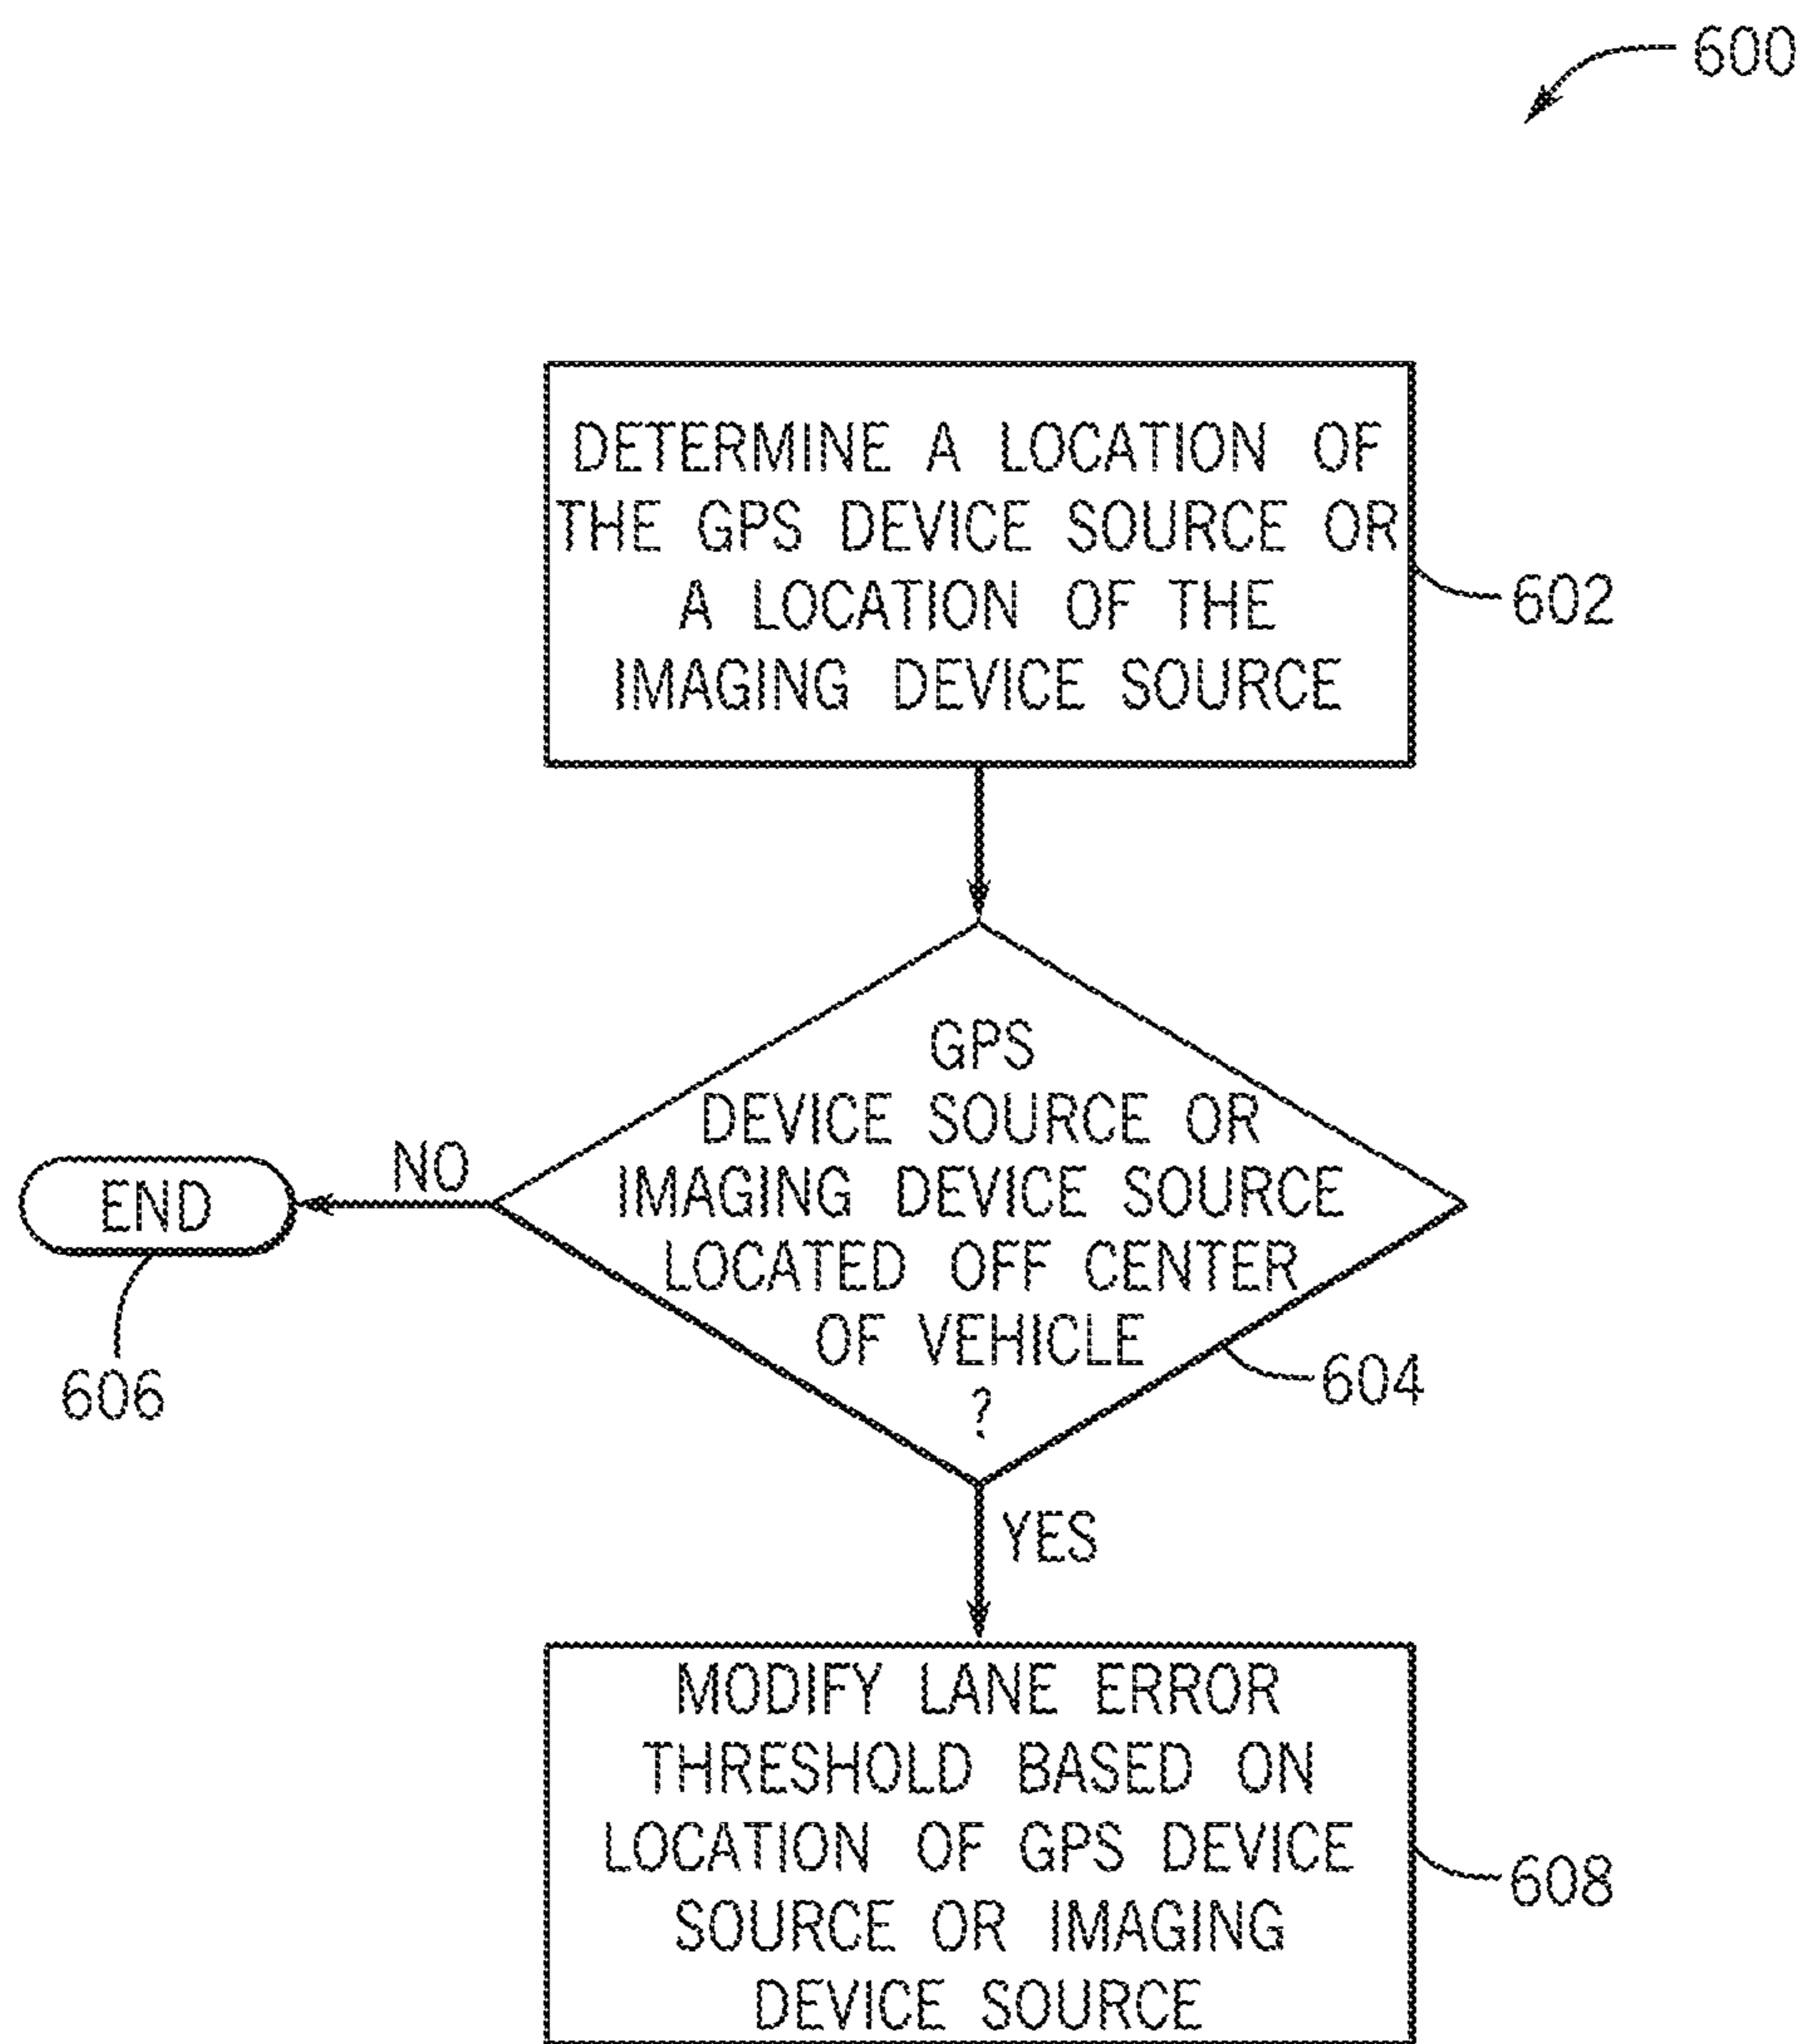 600
DETERMINE A LOCATION OF
THE GPS DEVICE SOURCE OR
A LOCATION OF THE
IMAGING DEVICE SOURCE
602
GPS
DEVICE SOURCE OR
IMAGING DEVICE SOURCE
LOCATED OFF CENTER
OF VEHICLE
?
604
NO
END
606
YES
MODIFY LANE ERROR
THRESHOLD BASED ON
LOCATION OF GPS DEVICE
SOURCE OR IMAGING
DEVICE SOURCE
608